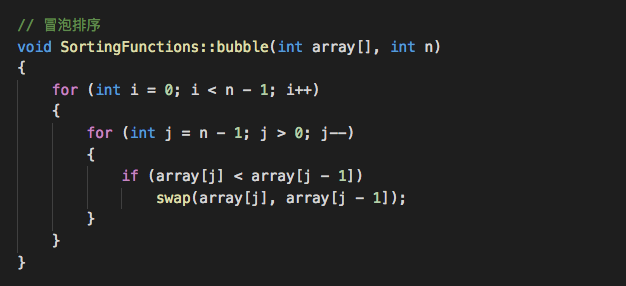 // 冒泡排序
void SortingFunctions::bubble(int array[], int n)
{
    for (int i = 0; i < n - 1; i++)
    {
        for (int j = n - 1; j > 0; j--)
        {
            if (array[j] < array[j - 1])
                swap(array[j], array[j - 1]);
        }
    }
}